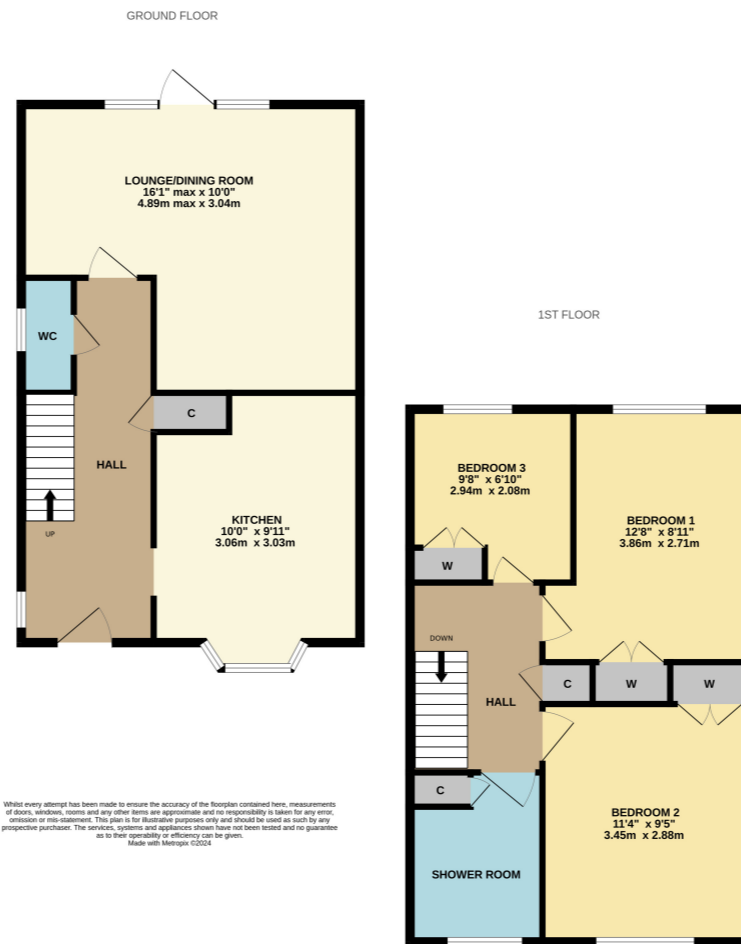 GROUND FLOOR
LOUNGE/DINING ROOM
16'1" max x 10'0"
4.89m max x 3.04m
WC
C
HALL
UP
KITCHEN
10'0" x 9'11"
3.06m x 3.03m
1ST FLOOR
BEDROOM 3
9'8" x 6'10"
2.94m x 2.08m
W
BEDROOM 1
12'8" x 8'11"
3.86m x 2.71m
DOWN
HALL
C
W
W
C
BEDROOM 2
11'4" x 9'5"
3.45m x 2.88m
SHOWER ROOM
Whilst every attempt has been made to ensure the accuracy of the floorplan contained here, measurements
of doors, windows, rooms and any other items are approximate and no responsibility is taken for any error,
omission or mis-statement. This plan is for illustrative purposes only and should be used as such by any
prospective purchaser. The services, systems and appliances shown have not been tested and no guarantee
as to their operability or efficiency can be given.
Made with Metropix ©2024